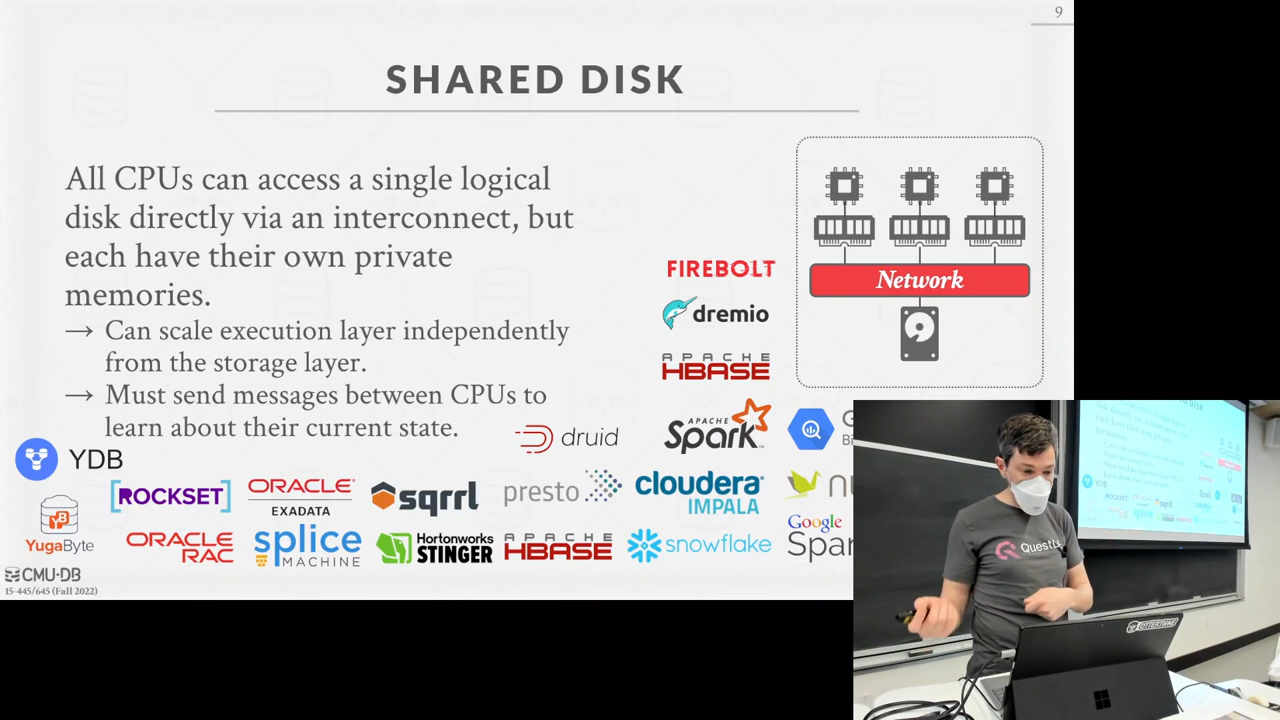 9
SHARED DISK
All CPUs can access a single logical
disk directly via an interconnect, but
each have their own private
memories.
→ Can scale execution layer independently
from the storage layer.
→ Must send messages between CPUs to
learn about their current state.
Network
FIREBOLT
dremio
APACHE
HBASE
APACHE
Spark
druid
YDB
ROCKSET
ORACLE
EXADATA
sqrrl
presto
cloudera
IMPALA
YB
YugaByte
ORACLE
RAC
splice
MACHINE
Hortonworks
STINGER
APACHE
HBASE
snowflake
Google
Span
CMU·DB
15-445/645 (Fall 2022)